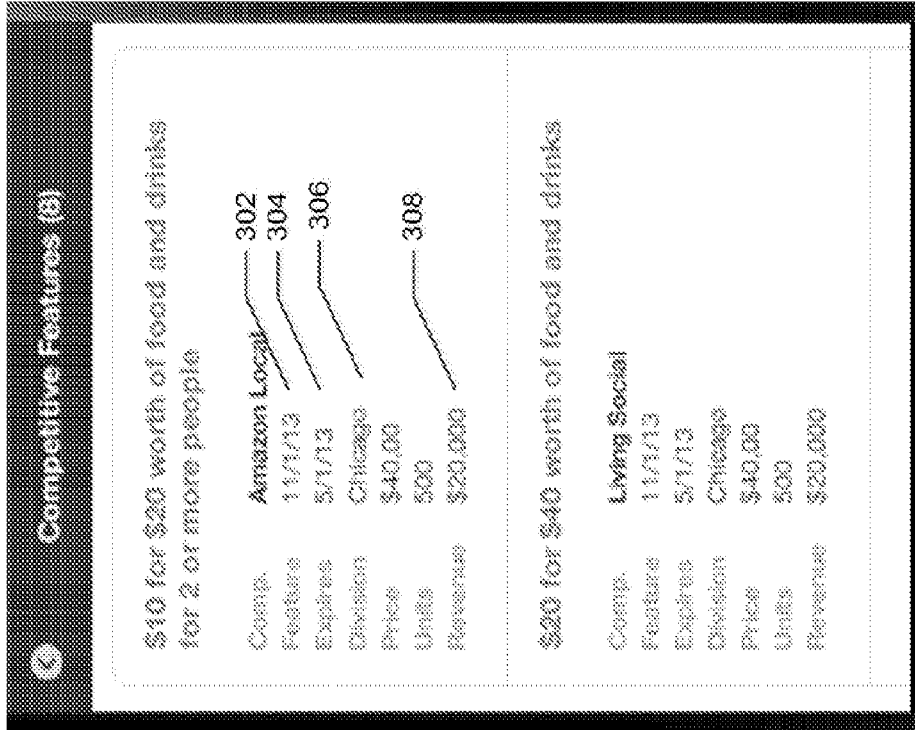 Competitive Features (8)
$10 for $20 worth of food and drinks
for 2 or more people
Comp. Amazon Local
Feature 11/1/13
Expires 5/1/13
Division Chicago
Price $40.00
Units 500
Revenue $20,000
302
304
306
308
$20 for $40 worth of food and drinks
Comp. Living Social
Feature 11/1/13
Expires 5/1/13
Division Chicago
Price $40.00
Units 500
Revenue $20,000